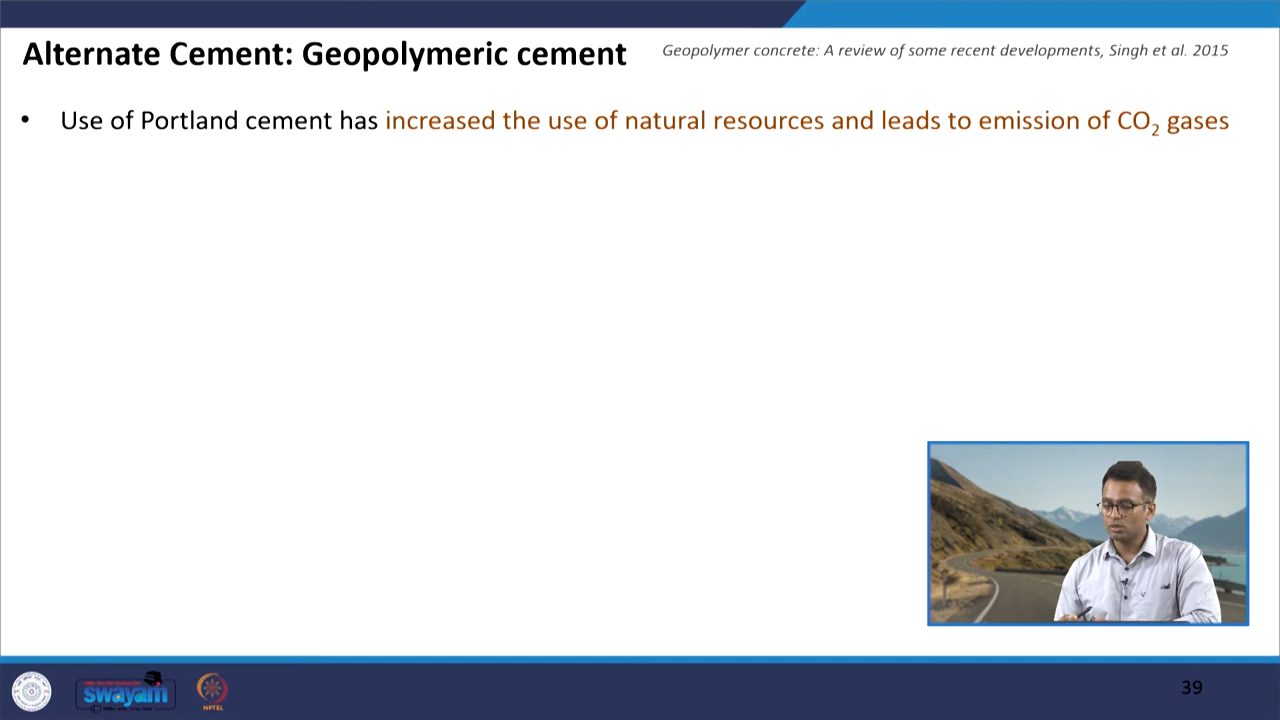 Alternate Cement: Geopolymeric cement
Geopolymer concrete: A review of some recent developments, Singh et al. 2015
• Use of Portland cement has increased the use of natural resources and leads to emission of CO₂ gases
swayam
NPTEL
39